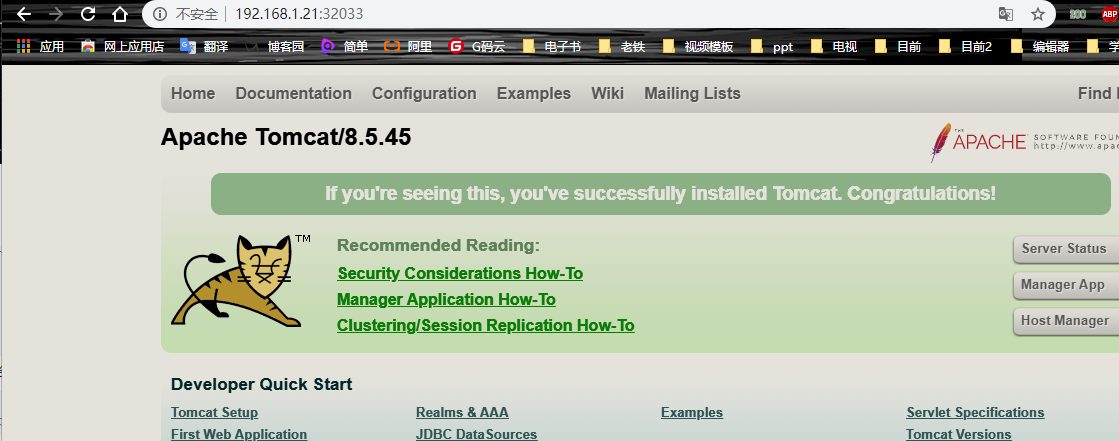 不安全 192.168.1.21:32033 ABP
应用 网上应用店 翻译 博客园 简单 阿里 G码云 电子书 老铁 视频模板 ppt 电视 目前 目前2 编辑器
Home Documentation Configuration Examples Wiki Mailing Lists Find
Apache Tomcat/8.5.45
THE APACHE SOFTWARE FOUN
http://www.apac
If you're seeing this, you've successfully installed Tomcat. Congratulations!
TM
Recommended Reading:
Security Considerations How-To
Manager Application How-To
Clustering/Session Replication How-To
Server Status
Manager App
Host Manager
Developer Quick Start
Tomcat Setup Realms & AAA Examples Servlet Specifications
First Web Application JDBC DataSources Tomcat Versions